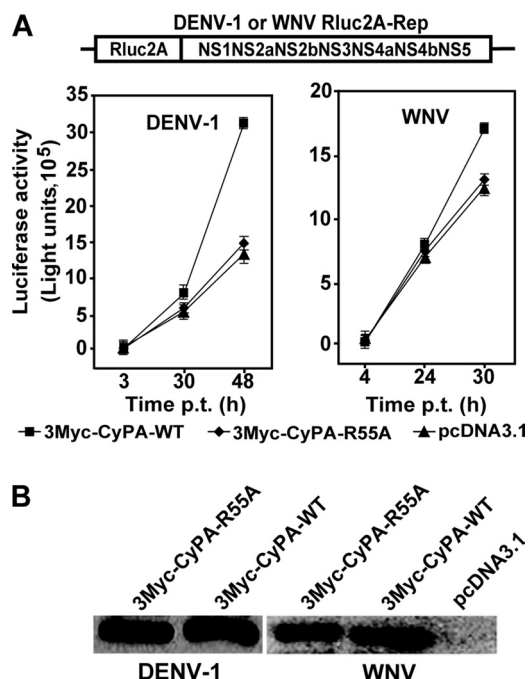 A
DENV-1 or WNV Rluc2A-Rep
Rluc2A NS1NS2aNS2bNS3NS4aNS4bNS5
Luciferase activity
(Light units,10⁵)
35
30
25
20
15
10
5
0
DENV-1
3 30 48
Time p.t. (h)
20
15
10
5
0
WNV
4 24 30
Time p.t. (h)
3Myc-CyPA-WT 3Myc-CyPA-R55A pcDNA3.1
B
3Myc-CyPA-R55A
3Myc-CyPA-WT
3Myc-CyPA-R55A
3Myc-CyPA-WT
pcDNA3.1
DENV-1 WNV